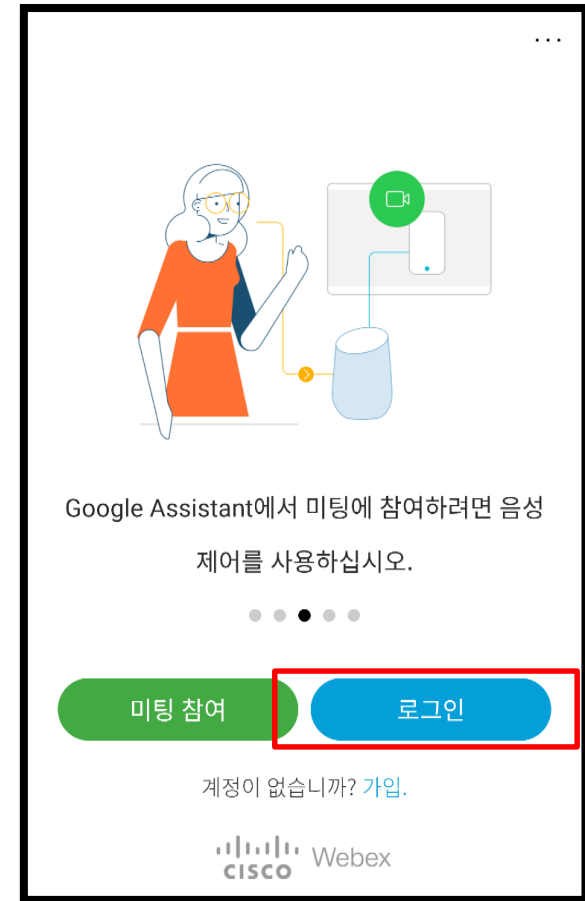 ...
Google Assistant에서 미팅에 참여하려면 음성
제어를 사용하십시오.
미팅 참여
로그인
계정이 없습니까? 가입.
CISCO Webex